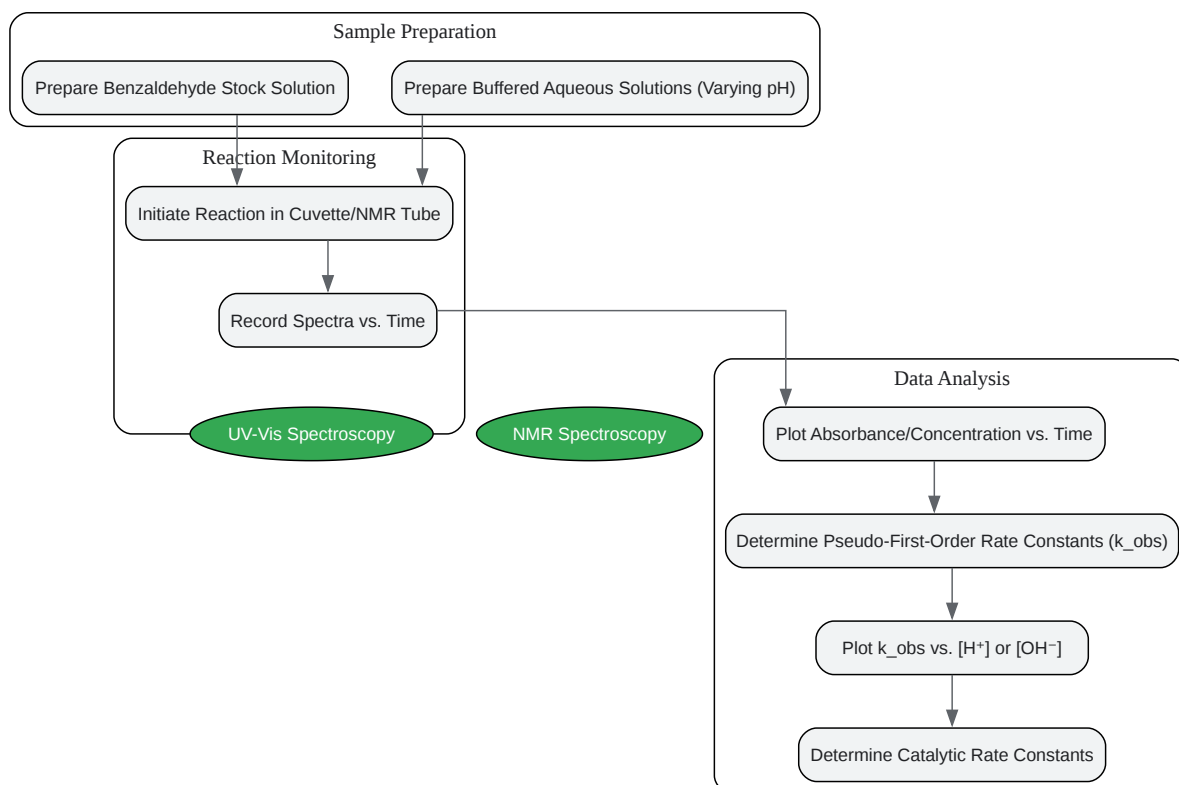 Sample Preparation
Prepare Benzaldehyde Stock Solution
Prepare Buffered Aqueous Solutions (Varying pH)
Reaction Monitoring
Initiate Reaction in Cuvette/NMR Tube
Record Spectra vs. Time
UV-Vis Spectroscopy
NMR Spectroscopy
Data Analysis
Plot Absorbance/Concentration vs. Time
Determine Pseudo-First-Order Rate Constants (k_obs)
Plot k_obs vs. [H⁺] or [OH⁻]
Determine Catalytic Rate Constants